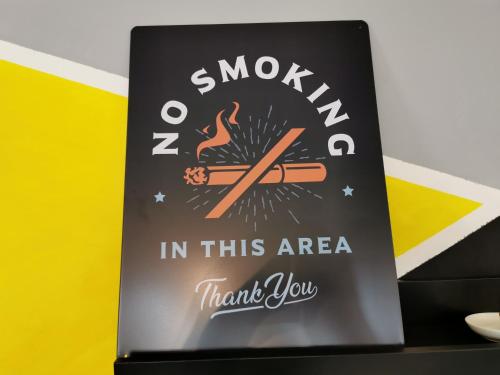 NO SMOKING
IN THIS AREA
Thank You